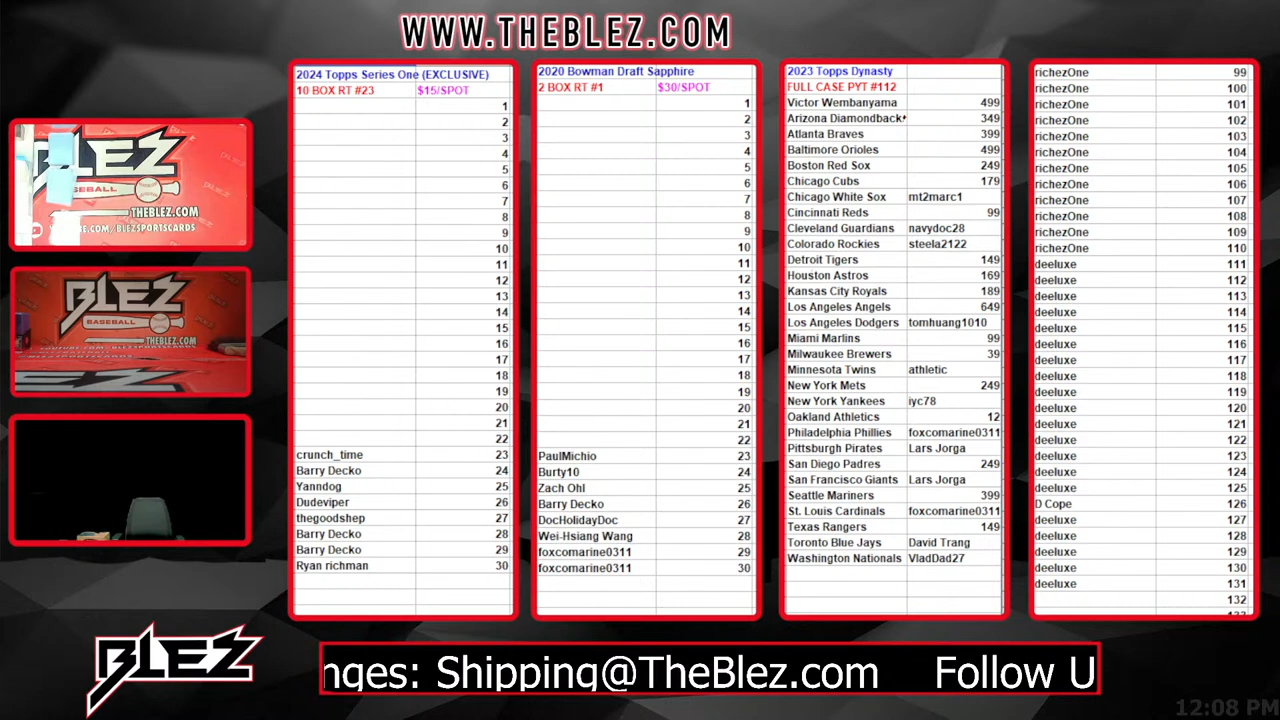 WWW.THEBLEZ.COM
BLEZ
BASEBALL
THEBLEZ.COM
BLEZSPORTSCARDS
BLEZ
BASEBALL
THEBLEZ.COM
2024 Topps Series One (EXCLUSIVE)
10 BOX RT #23 $15/SPOT
1
2
3
4
5
6
7
8
9
10
11
12
13
14
15
16
17
18
19
20
21
22
crunch_time 23
Barry Decko 24
Yanndog 25
Dudeviper 26
thegoodshep 27
Barry Decko 28
Barry Decko 29
Ryan richman 30
2020 Bowman Draft Sapphire
2 BOX RT #1 $30/SPOT
1
2
3
4
5
6
7
8
9
10
11
12
13
14
15
16
17
18
19
20
21
22
PaulMichio 23
Burty10 24
Zach Ohl 25
Barry Decko 26
DocHolidayDoc 27
Wei-Hsiang Wang 28
foxcomarine0311 29
foxcomarine0311 30
2023 Topps Dynasty
FULL CASE PYT #112
Victor Wembanyama 499
Arizona Diamondback 349
Atlanta Braves 399
Baltimore Orioles 499
Boston Red Sox 249
Chicago Cubs 179
Chicago White Sox mt2marc1
Cincinnati Reds 99
Cleveland Guardians navydoc28
Colorado Rockies steela2122
Detroit Tigers 149
Houston Astros 169
Kansas City Royals 189
Los Angeles Angels 649
Los Angeles Dodgers tomhuang1010
Miami Marlins 99
Milwaukee Brewers 39
Minnesota Twins athletic
New York Mets 249
New York Yankees iyc78
Oakland Athletics 12
Philadelphia Phillies foxcomarine0311
Pittsburgh Pirates Lars Jorga
San Diego Padres 249
San Francisco Giants Lars Jorga
Seattle Mariners 399
St. Louis Cardinals foxcomarine0311
Texas Rangers 149
Toronto Blue Jays David Trang
Washington Nationals VladDad27
richezOne 99
richezOne 100
richezOne 101
richezOne 102
richezOne 103
richezOne 104
richezOne 105
richezOne 106
richezOne 107
richezOne 108
richezOne 109
richezOne 110
deeluxe 111
deeluxe 112
deeluxe 113
deeluxe 114
deeluxe 115
deeluxe 116
deeluxe 117
deeluxe 118
deeluxe 119
deeluxe 120
deeluxe 121
deeluxe 122
deeluxe 123
deeluxe 124
deeluxe 125
D Cope 126
deeluxe 127
deeluxe 128
deeluxe 129
deeluxe 130
deeluxe 131
132
BLEZ
nges: Shipping@TheBlez.com Follow U
12:08 PM